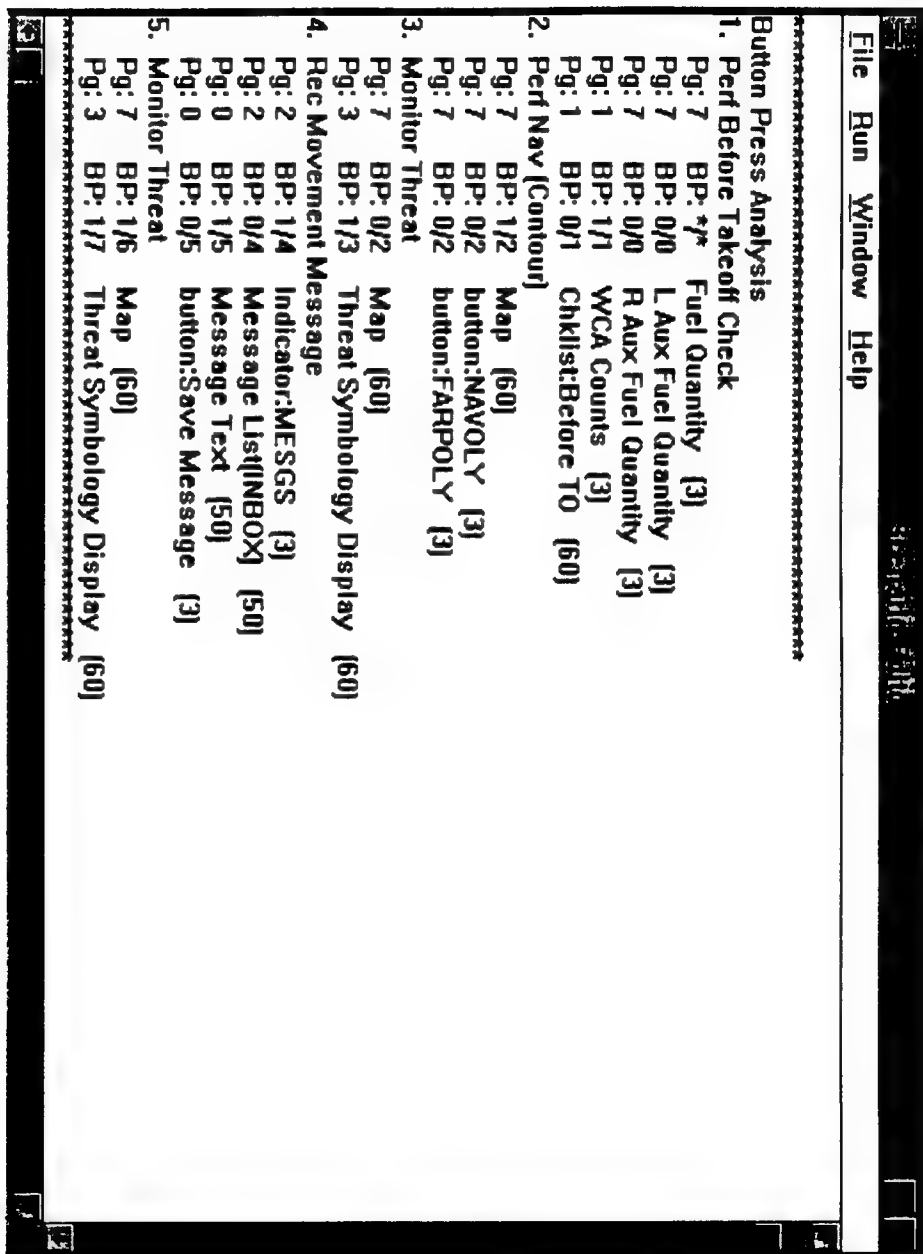 File Run Window Help
****************************************
Button Press Analysis
1. Perf Before Takeoff Check
Pg: 7 BP: */* Fuel Quantity (3)
Pg: 7 BP: 0/0 L Aux Fuel Quantity (3)
Pg: 7 BP: 0/0 R Aux Fuel Quantity (3)
Pg: 1 BP: 1/1 WCA Counts (3)
Pg: 1 BP: 0/1 Chklist:Before TO (60)
2. Perf Nav (Contour)
Pg: 7 BP: 1/2 Map (60)
Pg: 7 BP: 0/2 button:NAVOLY (3)
Pg: 7 BP: 0/2 button:FARPOLY (3)
3. Monitor Threat
Pg: 7 BP: 0/2 Map (60)
Pg: 3 BP: 1/3 Threat Symbology Display (60)
4. Rec Movement Message
Pg: 2 BP: 1/4 Indicator:MESGS (3)
Pg: 2 BP: 0/4 Message List(INBOX) (50)
Pg: 0 BP: 1/5 Message Text (50)
Pg: 0 BP: 0/5 button:Save Message (3)
5. Monitor Threat
Pg: 7 BP: 1/6 Map (60)
Pg: 3 BP: 1/7 Threat Symbology Display (60)
****************************************